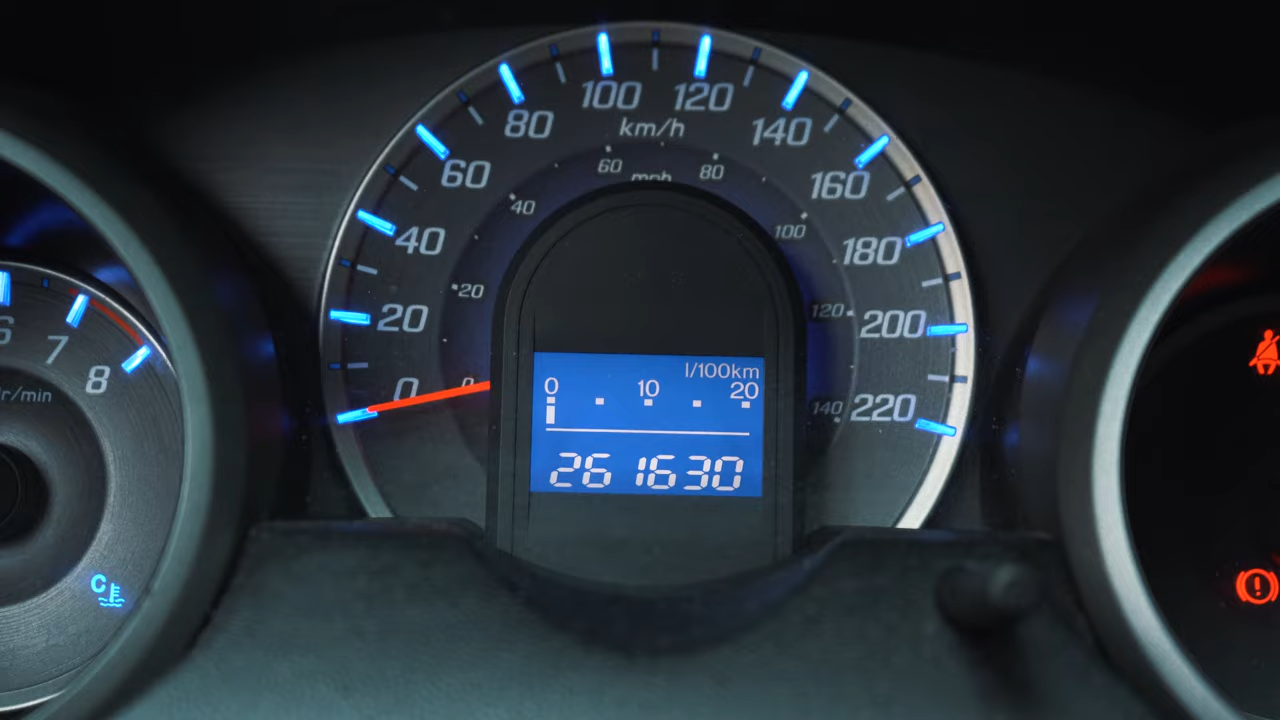 100 120
80 140
km/h
60 160
60 mph 80
40
100
40 180
20
120
20 200
l/100km
0 10 20
0 0
140 220
261630
6 7 8
r/min
C